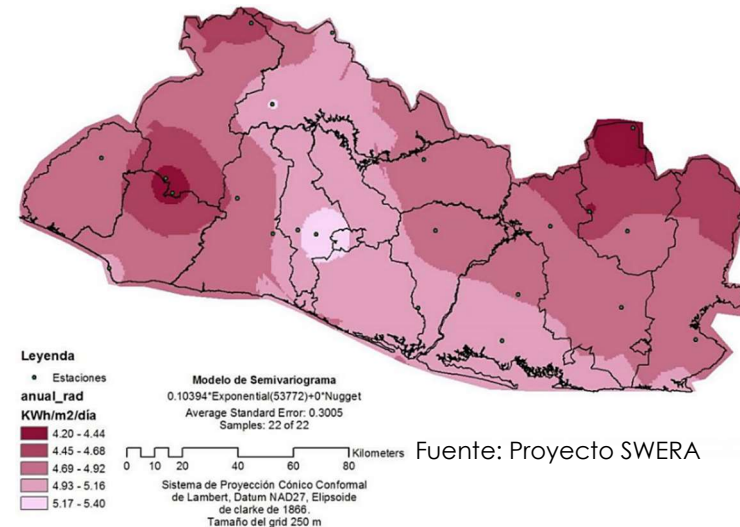 Leyenda
Estaciones
anual_rad
KWh/m2/día
4.20 - 4.44
4.45 - 4.68
4.69 - 4.92
4.93 - 5.16
5.17 - 5.40
Modelo de Semivariograma
0.10394*Exponential(53772)+0*Nugget
Average Standard Error: 0.3005
Samples: 22 of 22
Kilometers
0 5 10 20 40 60 80
Sistema de Proyección Cónico Conformal
de Lambert, Datum NAD27, Elipsoide
de clarke de 1866.
Tamaño del grid 250 m
Fuente: Proyecto SWERA